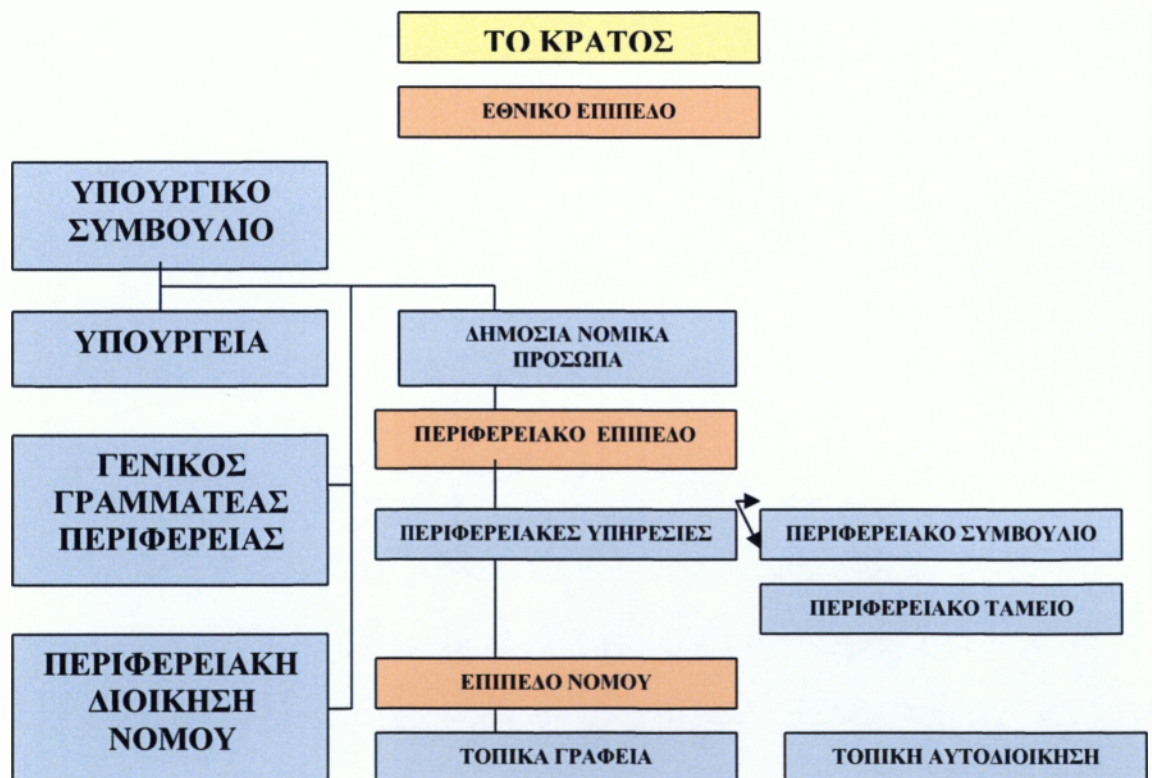 ΤΟ ΚΡΑΤΟΣ
ΕΘΝΙΚΟ ΕΠΙΠΕΔΟ
ΥΠΟΥΡΓΙΚΟ
ΣΥΜΒΟΥΛΙΟ
ΥΠΟΥΡΓΕΙΑ
ΔΗΜΟΣΙΑ ΝΟΜΙΚΑ
ΠΡΟΣΩΠΑ
ΠΕΡΙΦΕΡΕΙΑΚΟ ΕΠΙΠΕΔΟ
ΓΕΝΙΚΟΣ
ΓΡΑΜΜΑΤΕΑΣ
ΠΕΡΙΦΕΡΕΙΑΣ
ΠΕΡΙΦΕΡΕΙΑΚΕΣ ΥΠΗΡΕΣΙΕΣ
ΠΕΡΙΦΕΡΕΙΑΚΟ ΣΥΜΒΟΥΛΙΟ
ΠΕΡΙΦΕΡΕΙΑΚΟ ΤΑΜΕΙΟ
ΠΕΡΙΦΕΡΕΙΑΚΗ
ΔΙΟΙΚΗΣΗ
ΝΟΜΟΥ
ΕΠΙΠΕΔΟ ΝΟΜΟΥ
ΤΟΠΙΚΑ ΓΡΑΦΕΙΑ
ΤΟΠΙΚΗ ΑΥΤΟΔΙΟΙΚΗΣΗ